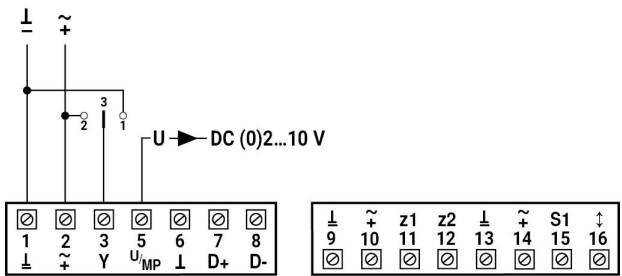 ⊥ ~
− +
3
2 1
U DC (0)2...10 V
1 2 3 5 6 7 8
⊥ ~ Y U/MP ⊥ D+ D-
−   +
⊥ ~ z1 z2 ⊥ ~ S1 ↕
−   +   −   +
9 10 11 12 13 14 15 16